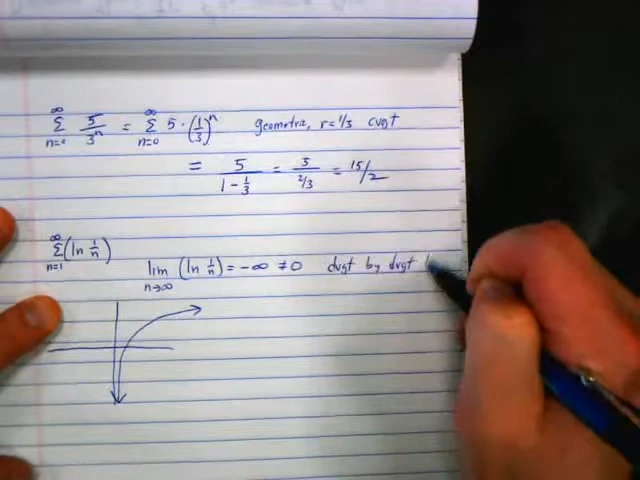 ∞ ∑ n=0 5/3ⁿ = ∞ ∑ n=0 5·(1/3)ⁿ geometric, r=1/3 cvgt
= 5/(1-1/3) = 5/(2/3) = 15/2
∞ ∑ n=1 (ln 1/n) lim n→∞ (ln 1/n) = -∞ ≠ 0 dvgt by dvgt